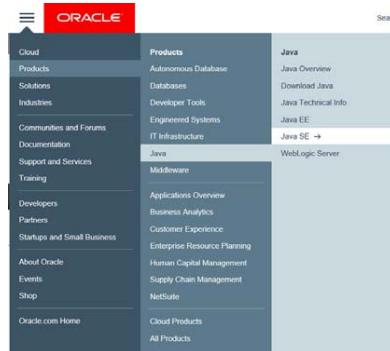 ORACLE
Sea
Cloud
Products
Solutions
Industries
Communities and Forums
Documentation
Support and Services
Training
Developers
Partners
Startups and Small Business
About Oracle
Events
Shop
Oracle.com Home
Products
Autonomous Database
Databases
Developer Tools
Engineered Systems
IT Infrastructure
Java
Middleware
Applications Overview
Business Analytics
Customer Experience
Enterprise Resource Planning
Human Capital Management
Supply Chain Management
NetSuite
Cloud Products
All Products
Java
Java Overview
Download Java
Java Technical Info
Java EE
Java SE →
WebLogic Server